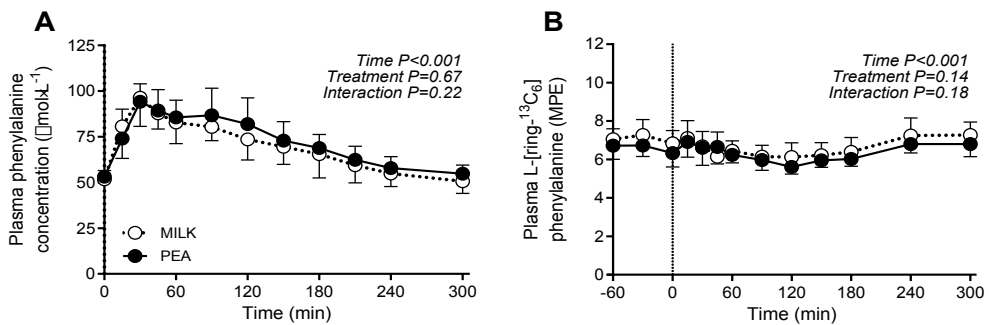 A
Plasma phenylalanine
concentration (▯mol×L⁻¹)
125
100
75
50
25
0
Time P<0.001
Treatment P=0.67
Interaction P=0.22
MILK
PEA
0 60 120 180 240 300
Time (min)
B
Plasma L-[ring-¹³C₆]
phenylalanine (MPE)
12
10
8
6
4
2
0
Time P<0.001
Treatment P=0.14
Interaction P=0.18
-60 0 60 120 180 240 300
Time (min)